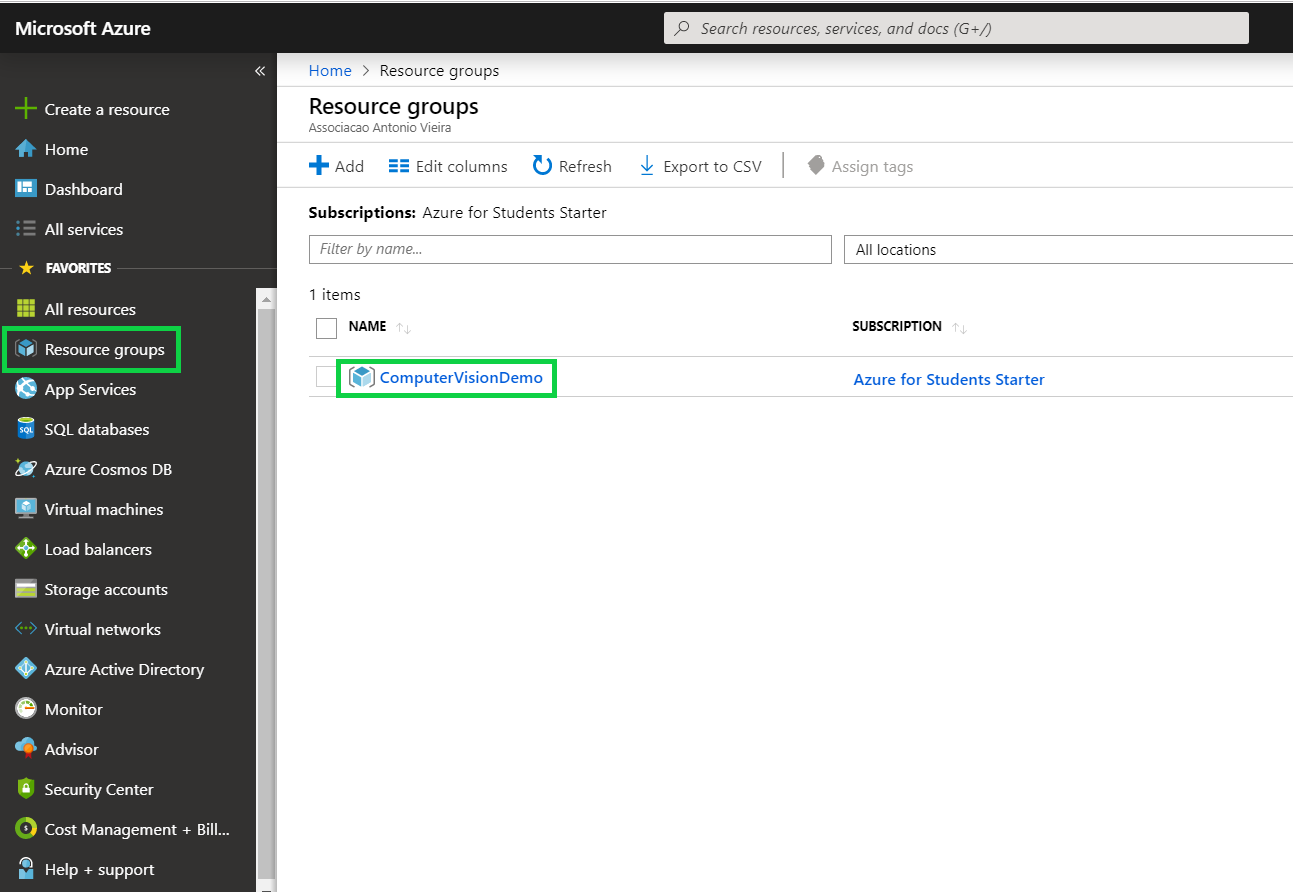 Microsoft Azure
Search resources, services, and docs (G+/)
«
Create a resource
Home
Dashboard
All services
FAVORITES
All resources
Resource groups
App Services
SQL databases
Azure Cosmos DB
Virtual machines
Load balancers
Storage accounts
Virtual networks
Azure Active Directory
Monitor
Advisor
Security Center
Cost Management + Bill...
Help + support
Home > Resource groups
Resource groups
Associacao Antonio Vieira
Add Edit columns Refresh Export to CSV Assign tags
Subscriptions: Azure for Students Starter
Filter by name... All locations
1 items
NAME SUBSCRIPTION
ComputerVisionDemo Azure for Students Starter